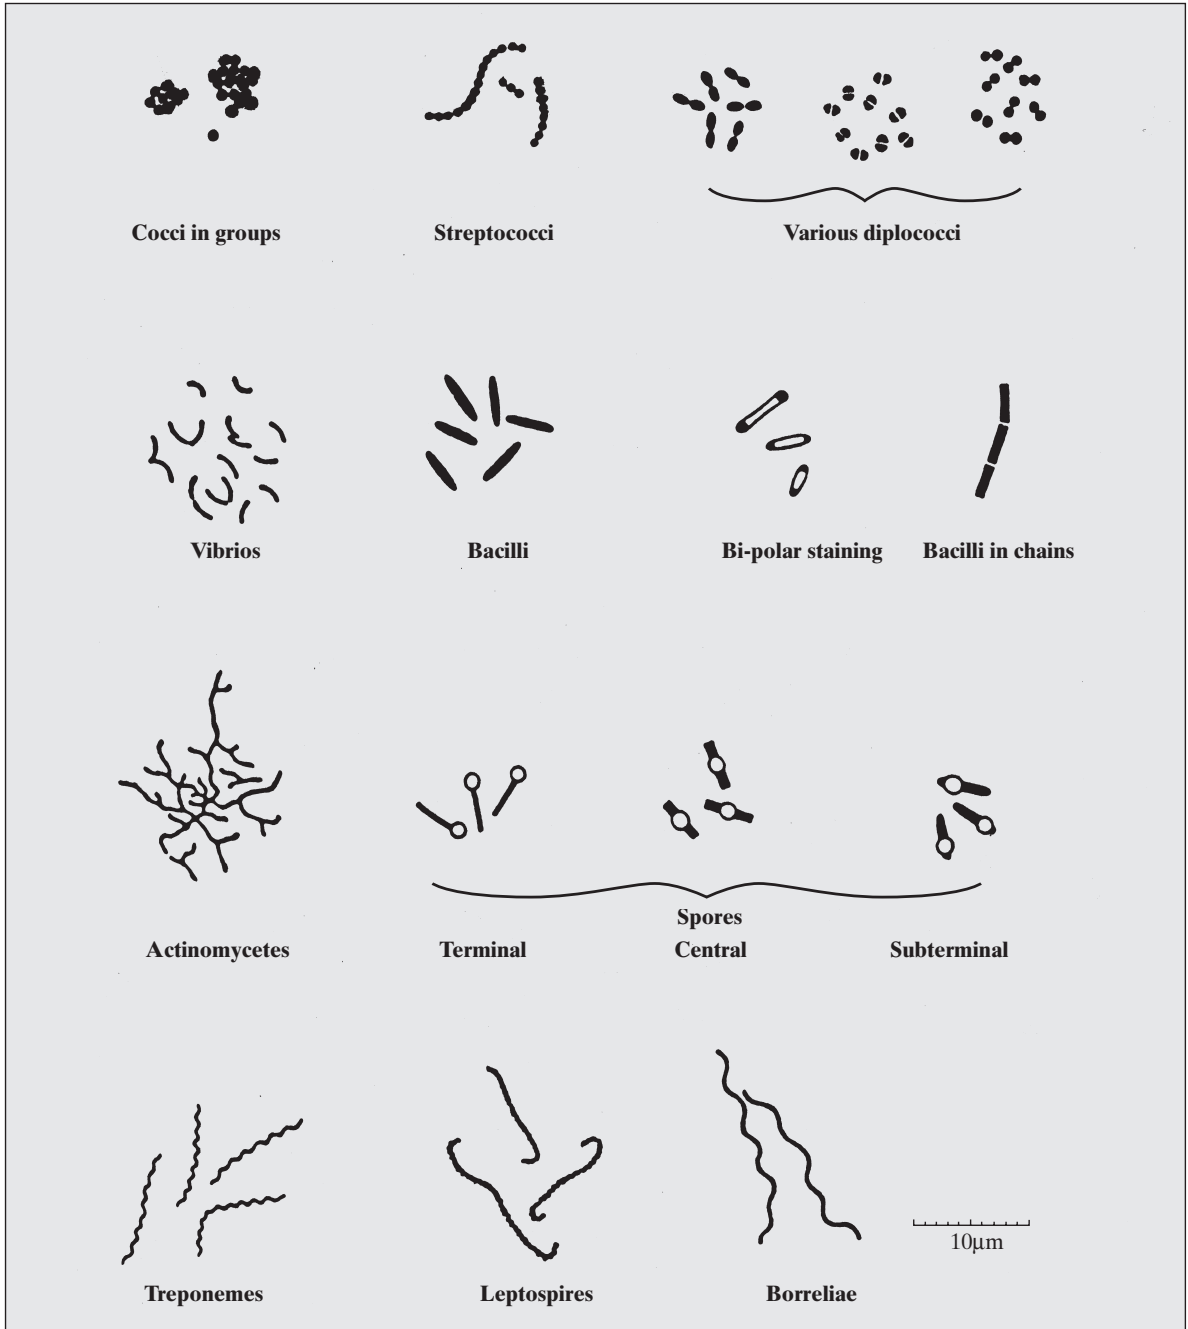 Cocci in groups
Streptococci
Various diplococci
Vibrios
Bacilli
Bi-polar staining
Bacilli in chains
Spores
Actinomycetes
Terminal
Central
Subterminal
10µm
Treponemes
Leptospires
Borreliae